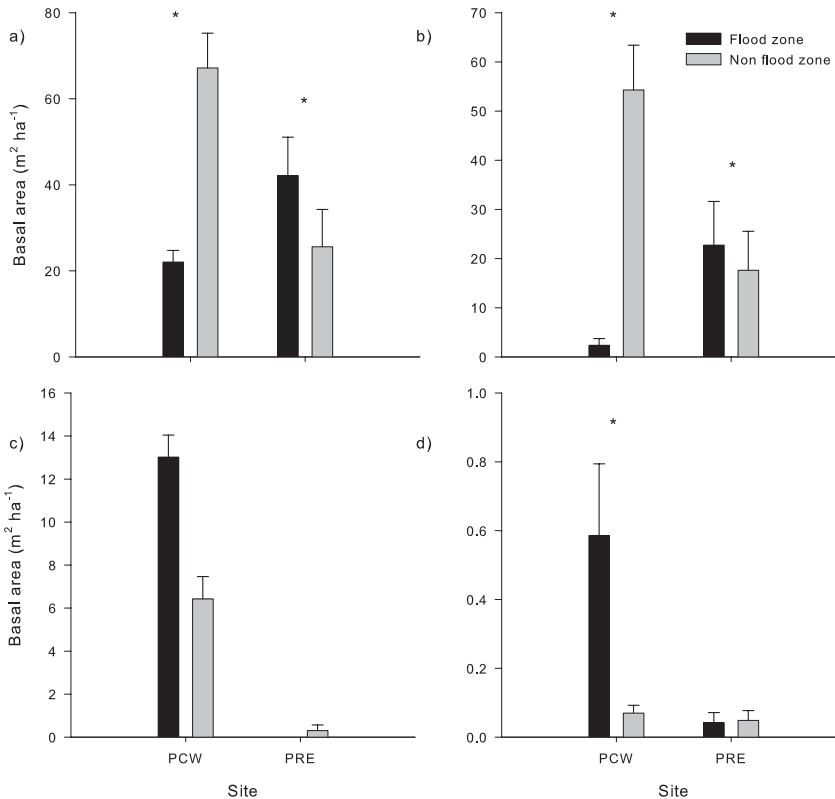 a)
*
*
80
60
40
20
0
Basal area (m² ha⁻¹)
b)
*
*
70
60
50
40
30
20
10
0
Flood zone
Non flood zone
c)
16
14
12
10
8
6
4
2
0
Basal area (m² ha⁻¹)
PCW
PRE
Site
d)
*
1.0
0.8
0.6
0.4
0.2
0.0
PCW
PRE
Site